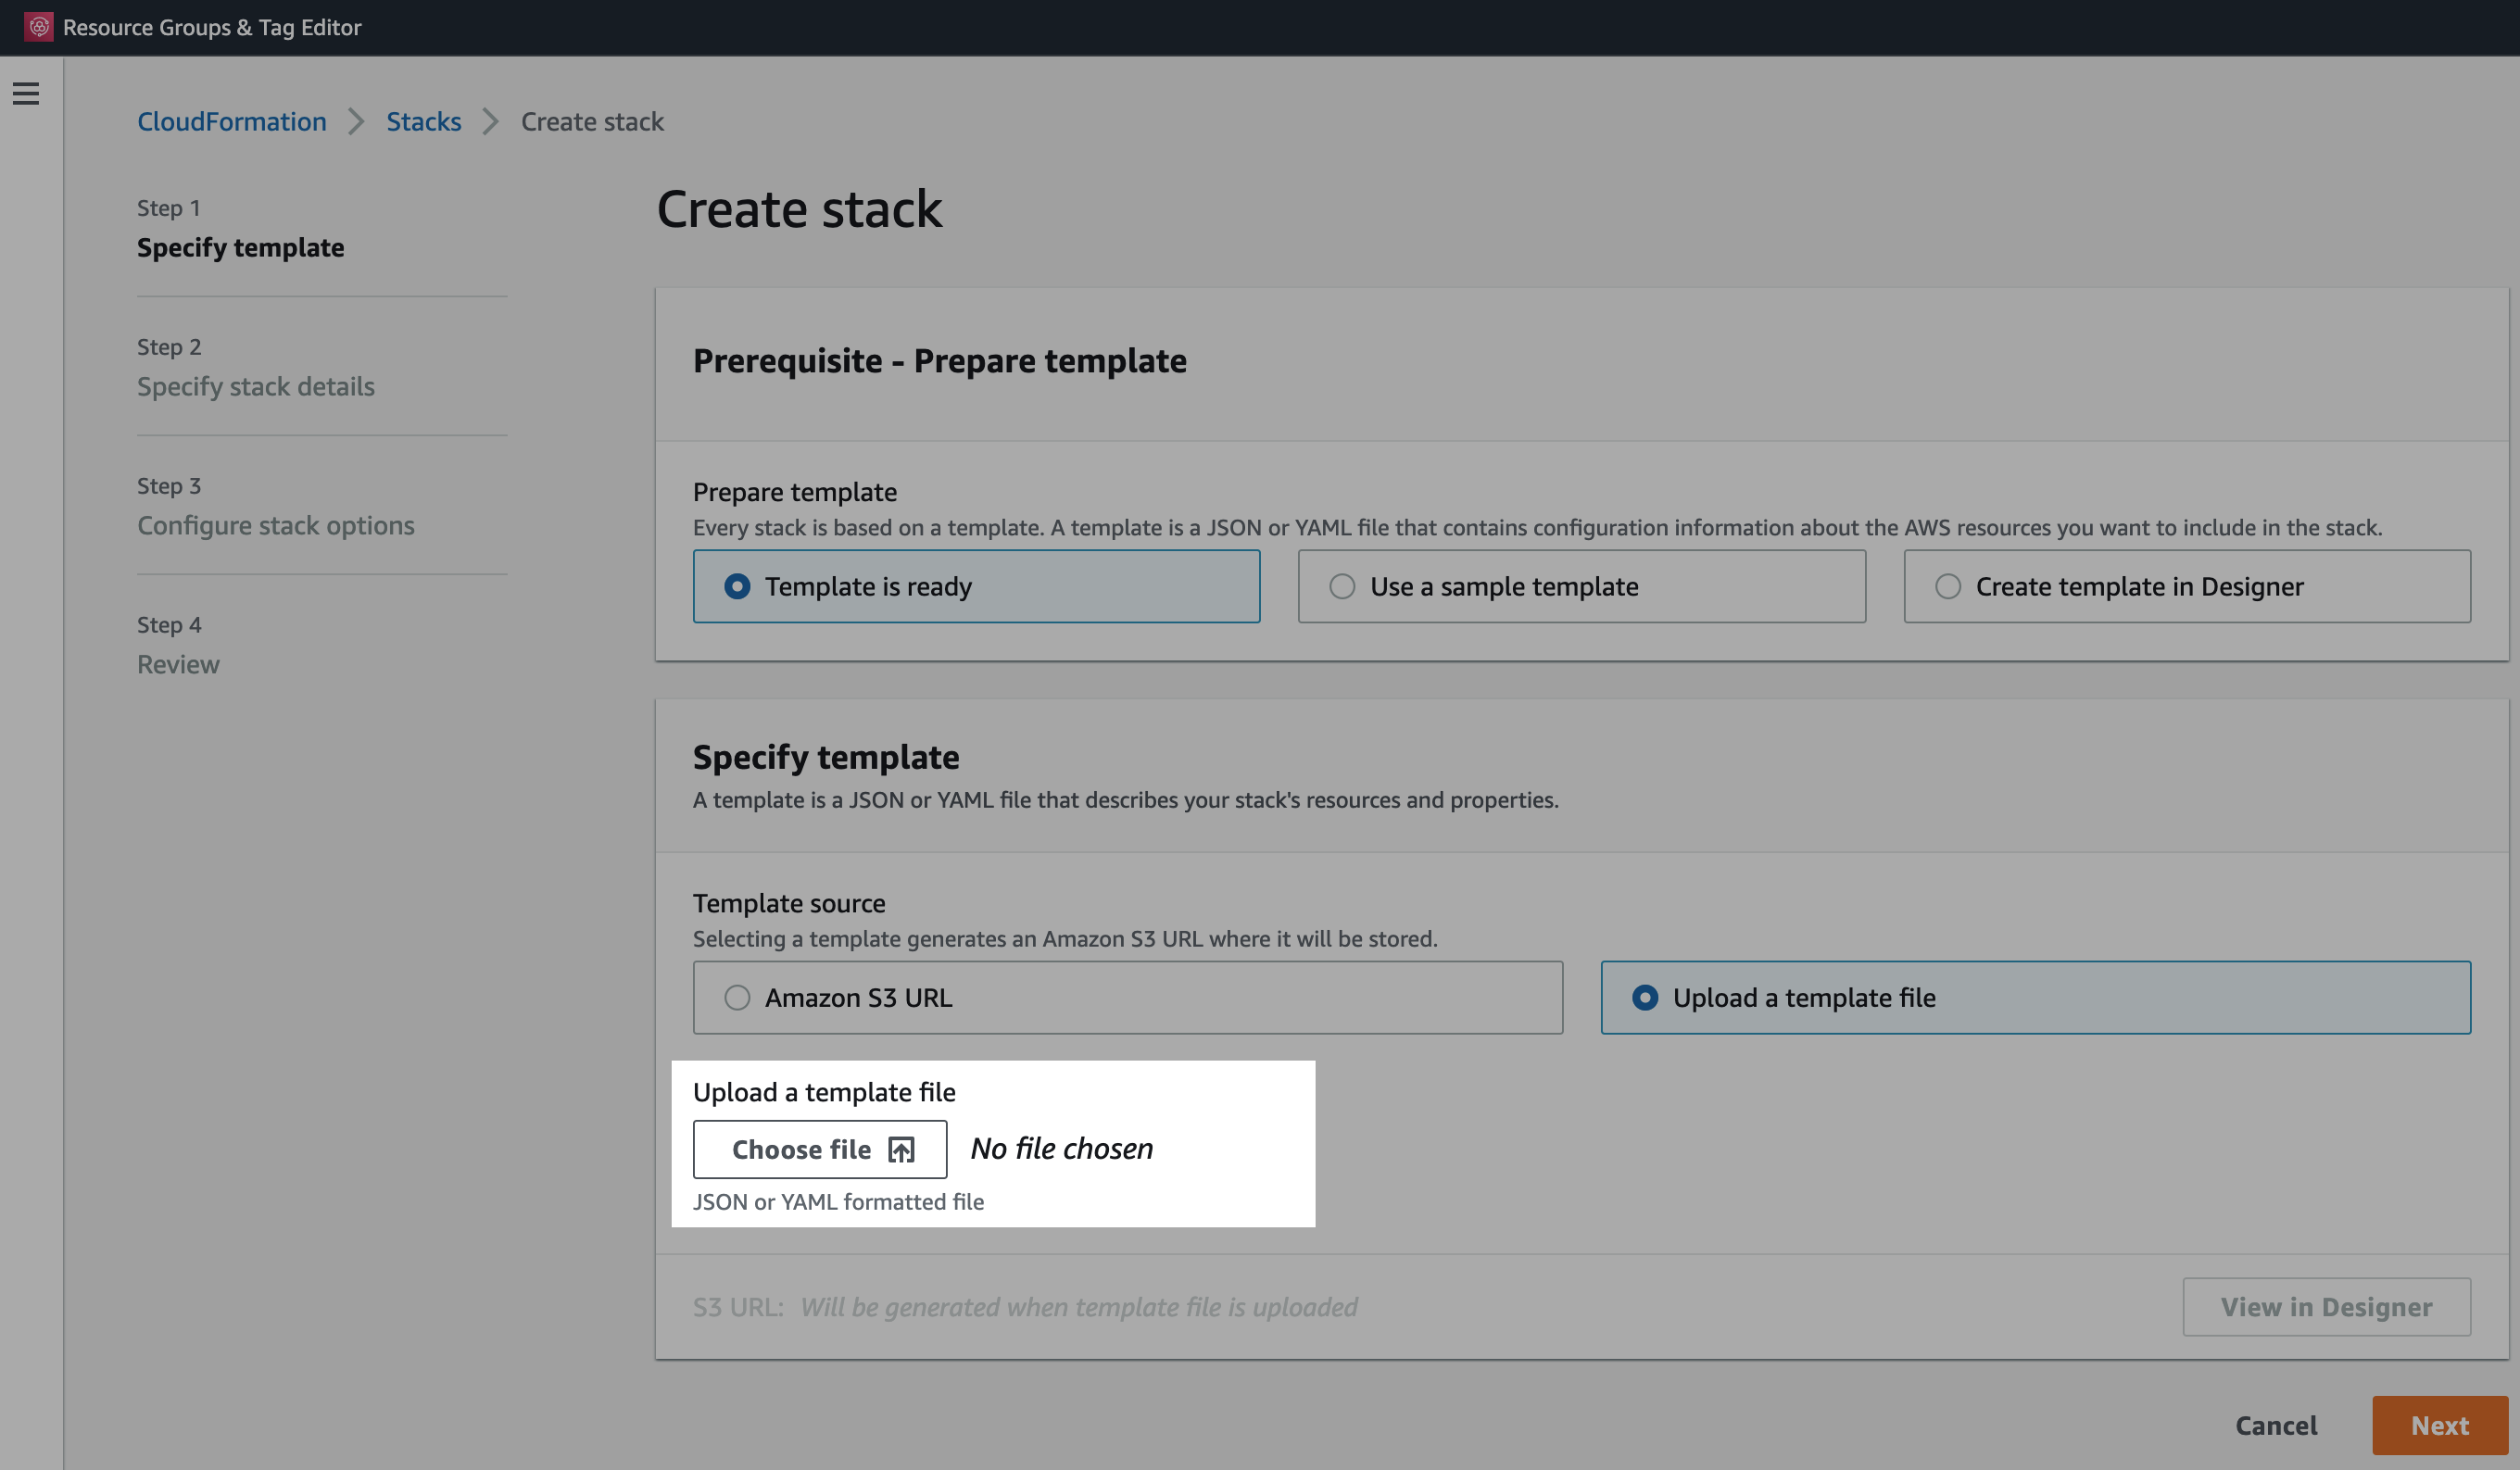 Resource Groups & Tag Editor
CloudFormation
Stacks
Create stack
Step 1
Specify template
Step 2
Specify stack details
Step 3
Configure stack options
Step 4
Review
Create stack
Prerequisite - Prepare template
Prepare template
Every stack is based on a template. A template is a JSON or YAML file that contains configuration information about the AWS resources you want to include in the stack.
Template is ready
Use a sample template
Create template in Designer
Specify template
A template is a JSON or YAML file that describes your stack's resources and properties.
Template source
Selecting a template generates an Amazon S3 URL where it will be stored.
Amazon S3 URL
Upload a template file
Upload a template file
Choose file
No file chosen
JSON or YAML formatted file
S3 URL: Will be generated when template file is uploaded
View in Designer
Cancel
Next